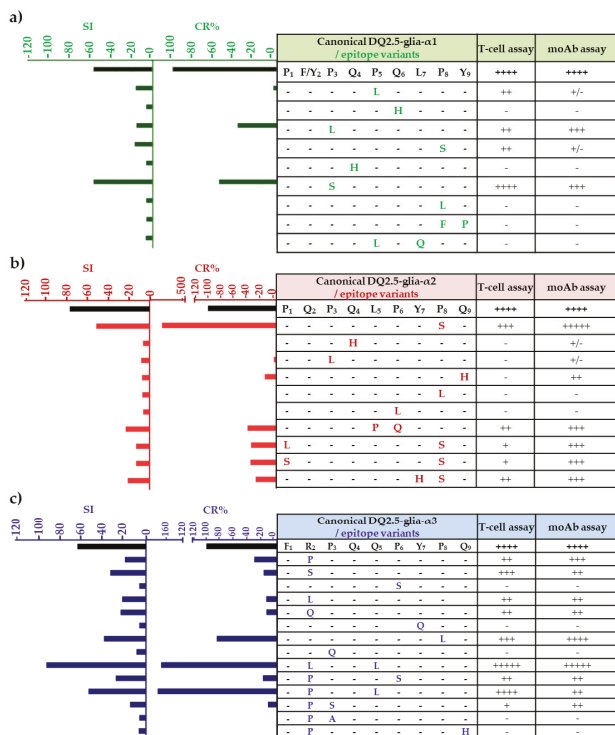 a)
SI CR%
-120 -100 -80 -60 -40 -20 -0 -120 -100 -80 -60 -40 -20 -0
Canonical DQ2.5-glia-α1 / epitope variants T-cell assay moAb assay
P1 F/Y2 P3 Q4 P5 Q6 L7 P8 Y9 ++++ ++++
- - - - L - - - - ++ +/-
- - - - - H - - - - -
- - L - - - - - - ++ +++
- - - - - - - S - ++ +/-
- - - H - - - - - - -
- - S - - - - - - ++++ +++
- - - - - - - L - - -
- - - - - - - F P - -
- - - - L - Q - - - -
b)
SI CR%
-120 -100 -80 -60 -40 -20 -0 -500 -100 -80 -60 -40 -20 -0
Canonical DQ2.5-glia-α2 / epitope variants T-cell assay moAb assay
P1 Q2 P3 Q4 L5 P6 Y7 P8 Q9 ++++ ++++
- - - - - - - S - +++ +++++
- - - H - - - - - - +/-
- - L - - - - - - - +/-
- - - - - - - - H - ++
- - - - - - - L - - -
- - - - - L - - - - -
- - - - P Q - - - ++ +++
L - - - - - - S - + +++
S - - - - - - S - + +++
- - - - - - H S - ++ +++
c)
SI CR%
-120 -100 -80 -60 -40 -20 -0 160 -120 -100 -80 -60 -40 -20 -0
Canonical DQ2.5-glia-α3 / epitope variants T-cell assay moAb assay
F1 R2 P3 Q4 Q5 P6 Y7 P8 Q9 ++++ ++++
- P - - - - - - - ++ +++
- S - - - - - - - +++ ++
- - - - - S - - - - -
- L - - - - - - - ++ ++
- Q - - - - - - - ++ ++
- - - - - - Q - - - -
- - - - - - - L - +++ ++++
- - Q - - - - - - - -
- L - - L - - - - +++++ +++++
- P - - - S - - - ++ ++
- P - - L - - - - ++++ ++
- P S - - - - - - + ++
- P A - - - - - - - -
- P - - - - - - H - -